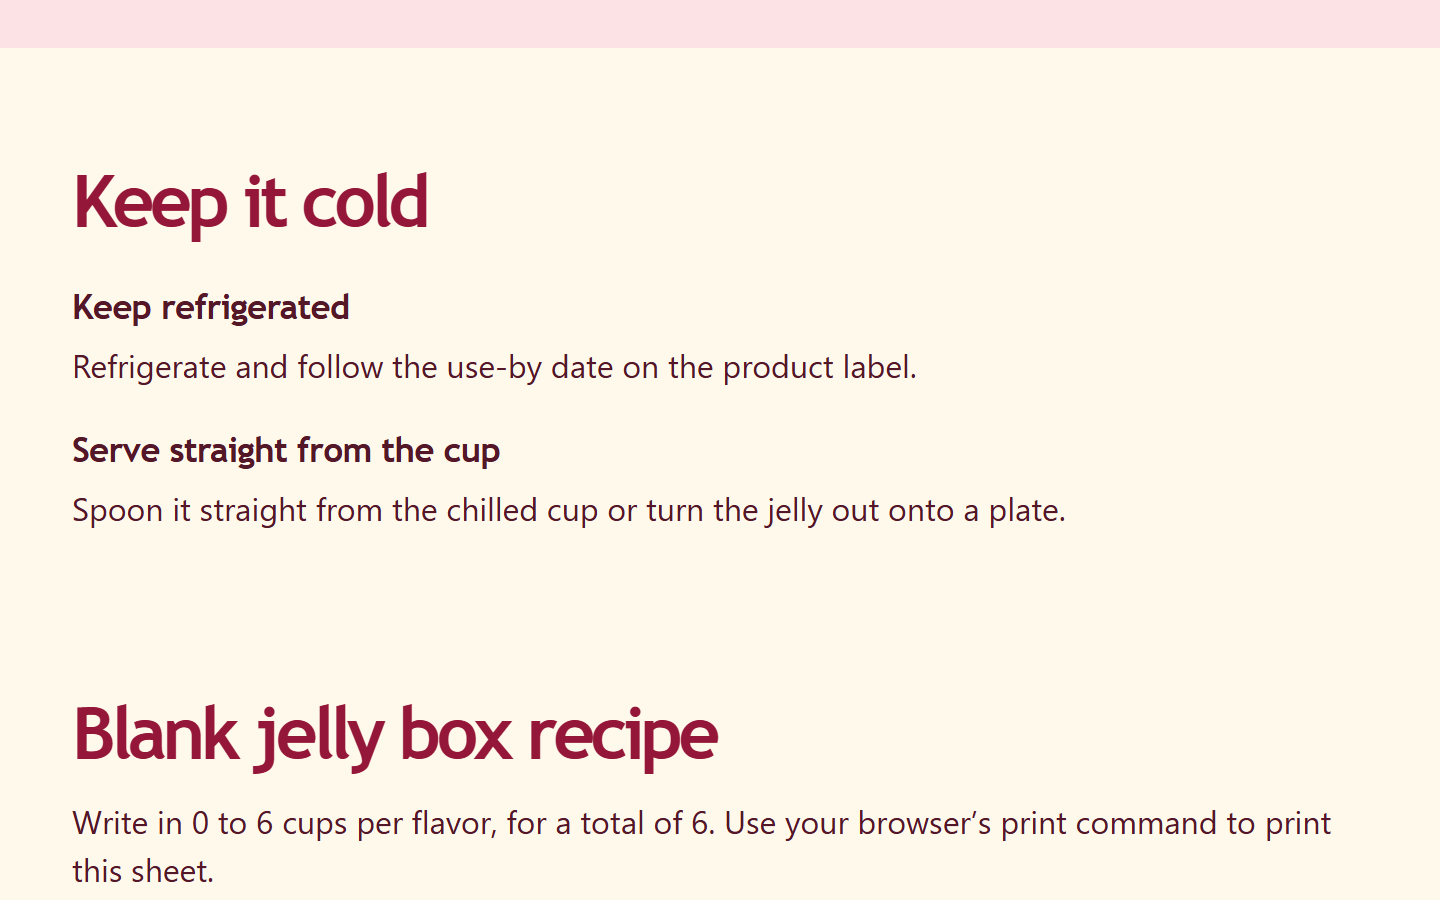 Keep it cold
Keep refrigerated
Refrigerate and follow the use-by date on the product label.
Serve straight from the cup
Spoon it straight from the chilled cup or turn the jelly out onto a plate.
Blank jelly box recipe
Write in 0 to 6 cups per flavor, for a total of 6. Use your browser’s print command to print
this sheet.